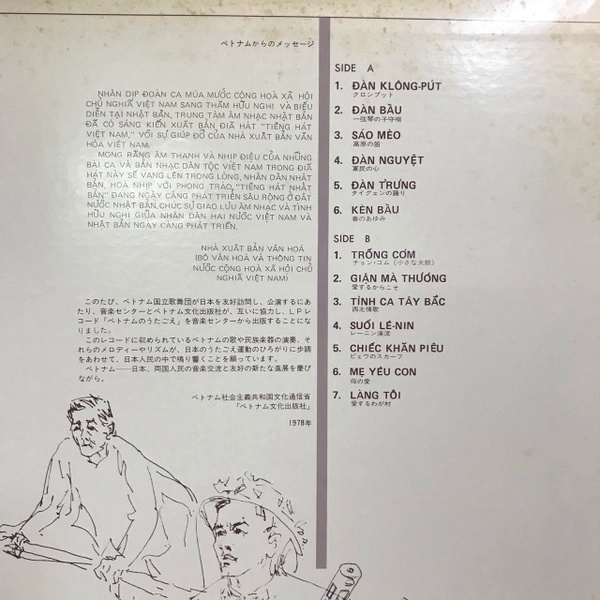 ベトナムからのメッセージ
NHÂN DỊP ĐOÀN CA MÚA NƯỚC CỘNG HOÀ XÃ HỘI
CHỦ NGHĨA VIỆT NAM SANG THĂM HỮU NGHỊ VÀ BIỂU
DIỄN TẠI NHẬT BẢN, TRUNG TÂM ÂM NHẠC NHẬT BẢN
ĐÃ CÓ SÁNG KIẾN XUẤT BẢN ĐĨA HÁT "TIẾNG HÁT
VIỆT NAM," VỚI SỰ GIÚP ĐỠ CỦA NHÀ XUẤT BẢN VĂN
HÓA VIỆT NAM.
MONG RẰNG ÂM THANH VÀ NHỊP ĐIỆU CỦA NHỮNG
BÀI CA VÀ BẢN NHẠC DÂN TỘC VIỆT NAM TRONG ĐĨA
HÁT NÀY SẼ VANG LÊN TRONG LÒNG, NHÂN DÂN NHẬT
BẢN, HOÀ NHỊP VỚI PHONG TRÀO, "TIẾNG HÁT NHẬT
BẢN" ĐANG NGÀY CÀNG PHÁT TRIỂN SÂU RỘNG Ở ĐẤT
NƯỚC NHẬT BẢN.CHÚC SỰ GIAO LƯU ÂM NHẠC VÀ TÌNH
HỮU NGHỊ GIỮA NHÂN DÂN HAI NƯỚC VIỆT NAM VÀ
NHẬT BẢN NGÀY CÀNG PHÁT TRIỂN.
NHÀ XUẤT BẢN VĂN HOÁ
(BỘ VĂN HOÁ VÀ THÔNG TIN
NƯỚC CỘNG HOÀ XÃ HỘI CHỦ
NGHĨA VIỆT NAM)
このたび、ベトナム国立歌舞団が日本を友好訪問し、公演するにあ
たり、音楽センターとベトナム文化出版社が、互いに協力し、LPレ
コード「ベトナムのうたごえ」を音楽センターから出版することにな
りました。
このレコードに収められているベトナムの歌や民族楽器の演奏、そ
れらのメロディーやリズムが、日本のうたごえ運動のひろがりに歩調
をあわせて、日本人民の中で鳴り響くことを願っています。
ベトナム——日本、両国人民の音楽交流と友好の新たな進展を慶び
ながら。
ベトナム社会主義共和国文化通信省
「ベトナム文化出版社」
1978年
SIDE A
1. ĐÀN KLÔNG-PÚT
クロンプット
2. ĐÀN BẦU
一弦琴の子守唄
3. SÁO MÈO
高原の笛
4. ĐÀN NGUYỆT
軍民の心
5. ĐÀN T'RƯNG
タイグェンの踊り
6. KÈN BẦU
春のあゆみ
SIDE B
1. TRỐNG CƠM
チョン・コム（小さな太鼓）
2. GIẬN MÀ THƯƠNG
愛するからこそ
3. TÌNH CA TÂY BẮC
西北情歌
4. SUỐI LÊ-NIN
レーニン渓流
5. CHIẾC KHĂN PIÊU
ピェウのスカーフ
6. MẸ YÊU CON
母の愛
7. LÀNG TÔI
愛するわが村